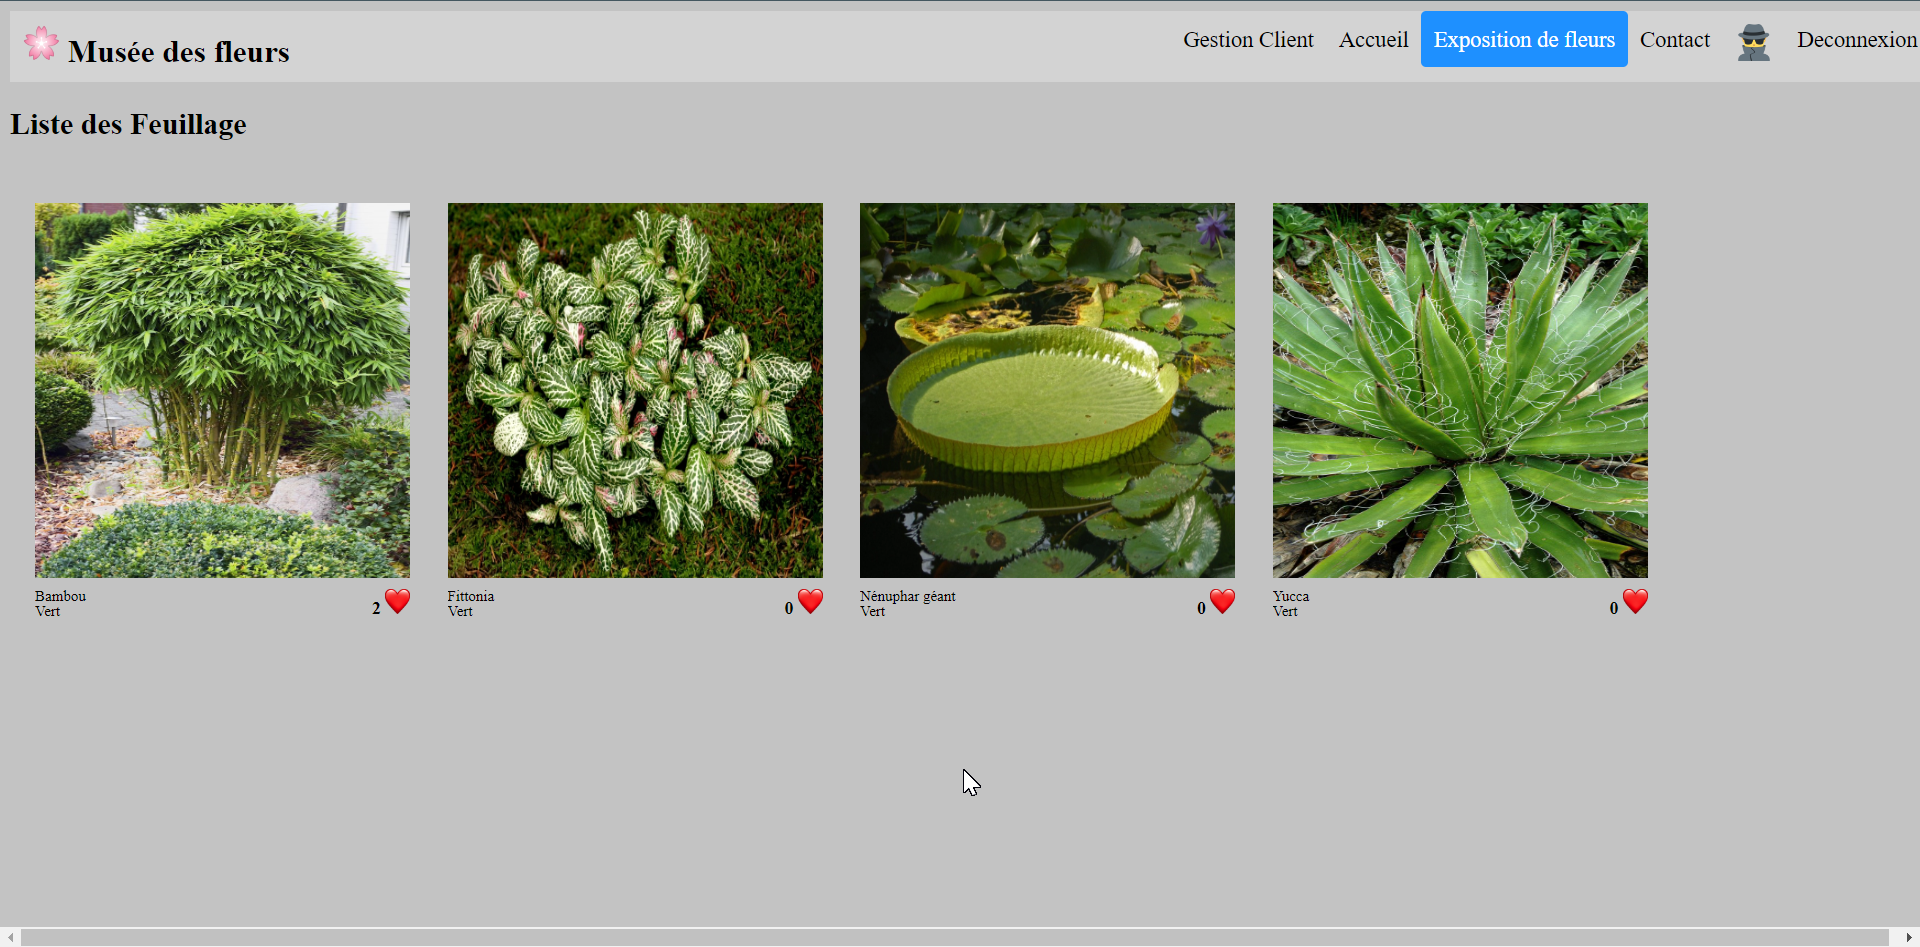 Musée des fleurs
Gestion Client Accueil Exposition de fleurs Contact Deconnexion
Liste des Feuillage
Bambou
Vert
2
Fittonia
Vert
0
Nénuphar géant
Vert
0
Yucca
Vert
0